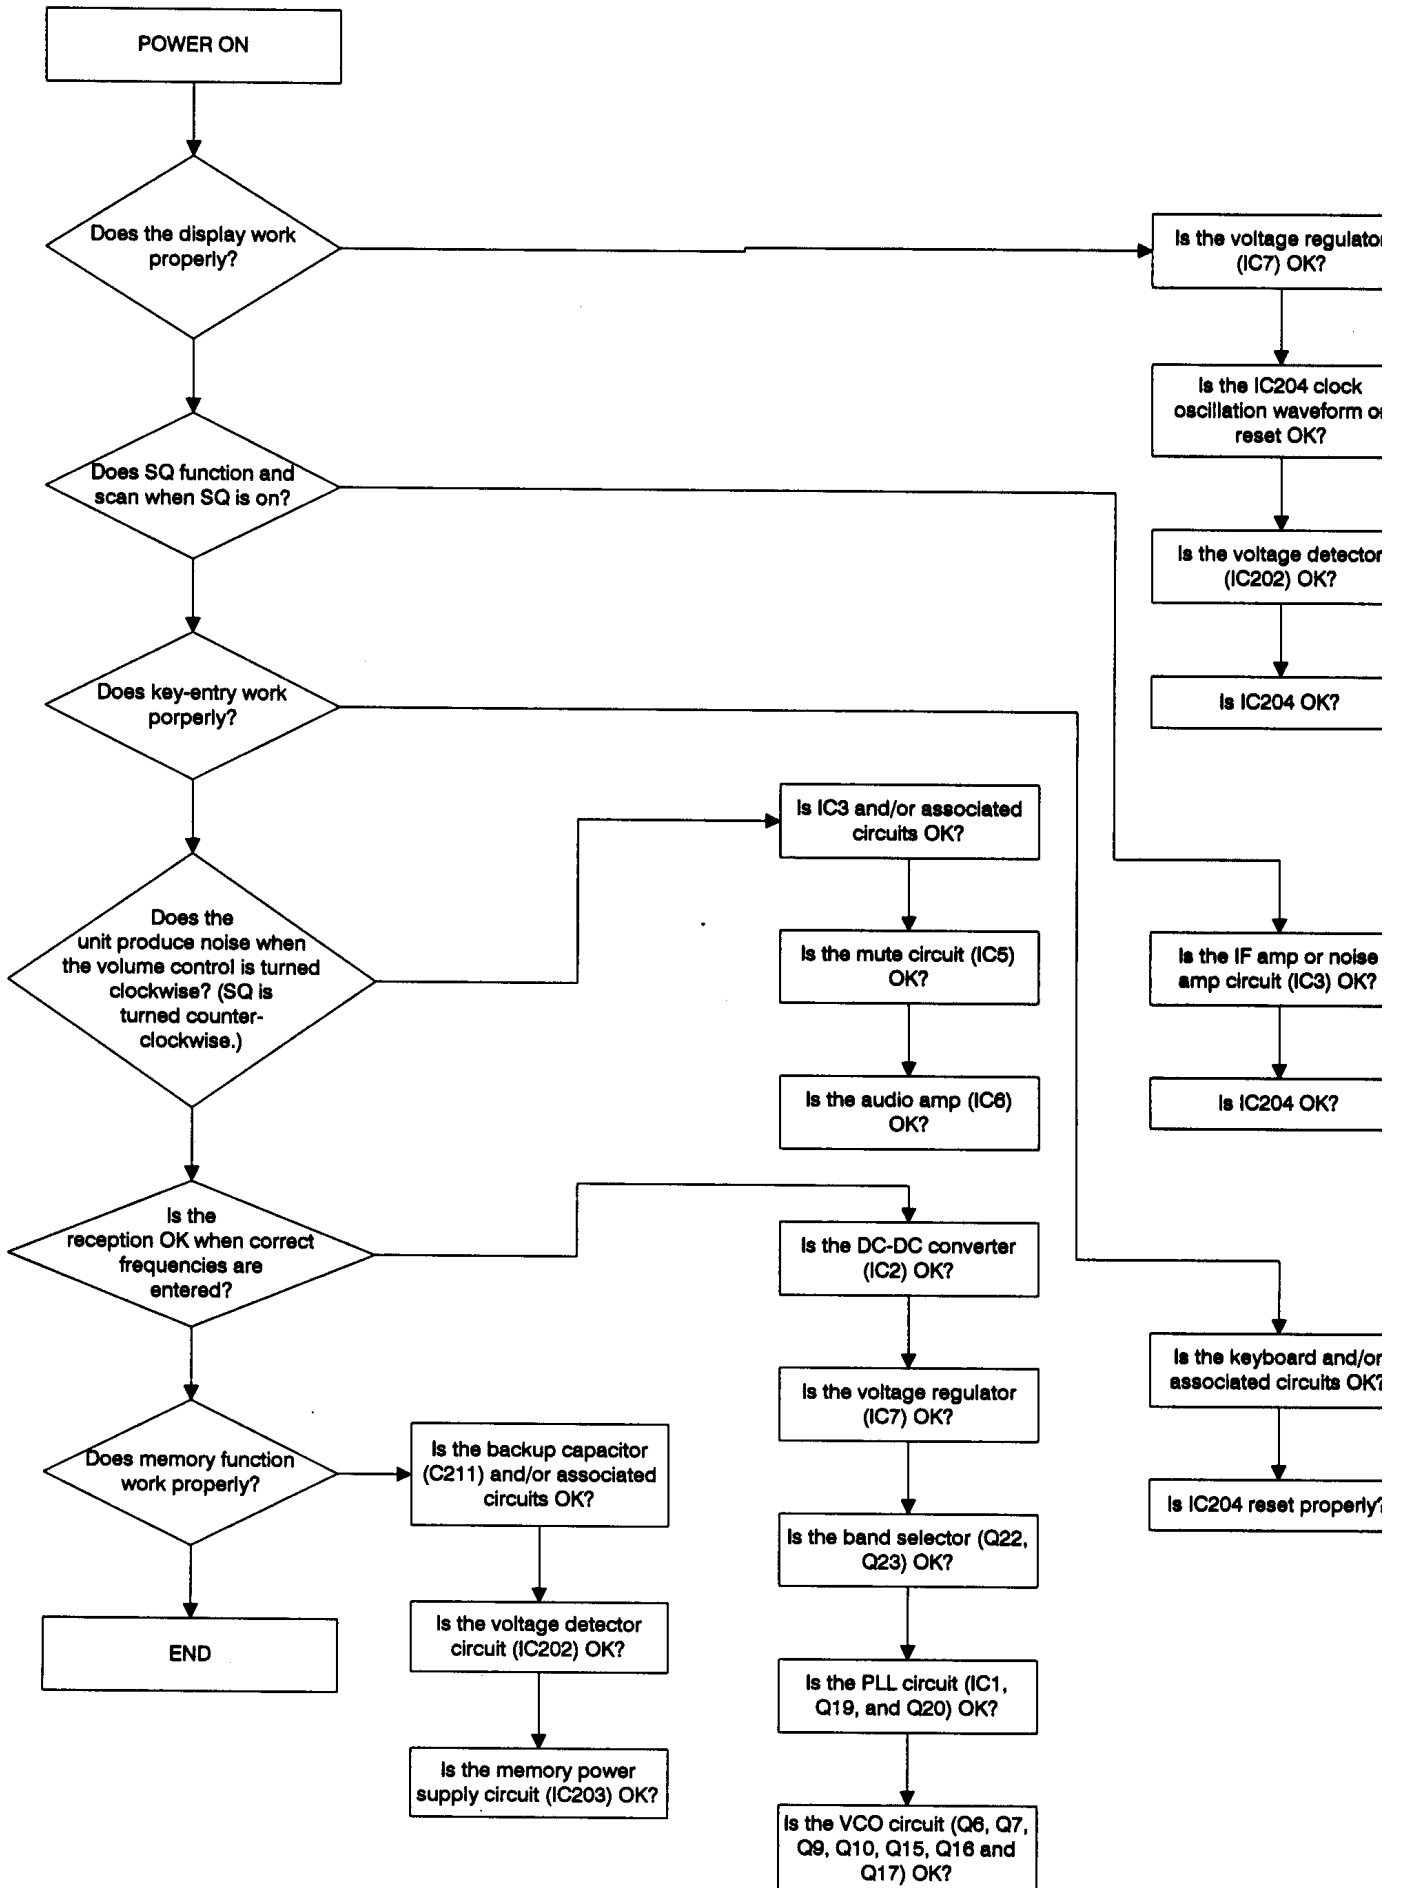 POWER ON
Does the display work
properly?
Is the voltage regulator
(IC7) OK?
Is the IC204 clock
oscillation waveform or
reset OK?
Does SQ function and
scan when SQ is on?
Is the voltage detector
(IC202) OK?
Does key-entry work
porperly?
Is IC204 OK?
Is IC3 and/or associated
circuits OK?
Does the
unit produce noise when
the volume control is turned
clockwise? (SQ is
turned counter-
clockwise.)
Is the mute circuit (IC5)
OK?
Is the IF amp or noise
amp circuit (IC3) OK?
Is the audio amp (IC6)
OK?
Is IC204 OK?
Is the
reception OK when correct
frequencies are
entered?
Is the DC-DC converter
(IC2) OK?
Is the keyboard and/or
associated circuits OK?
Is the voltage regulator
(IC7) OK?
Does memory function
work properly?
Is the backup capacitor
(C211) and/or associated
circuits OK?
Is IC204 reset properly?
Is the band selector (Q22,
Q23) OK?
END
Is the voltage detector
circuit (IC202) OK?
Is the PLL circuit (IC1,
Q19, and Q20) OK?
Is the memory power
supply circuit (IC203) OK?
Is the VCO circuit (Q6, Q7,
Q9, Q10, Q15, Q16 and
Q17) OK?